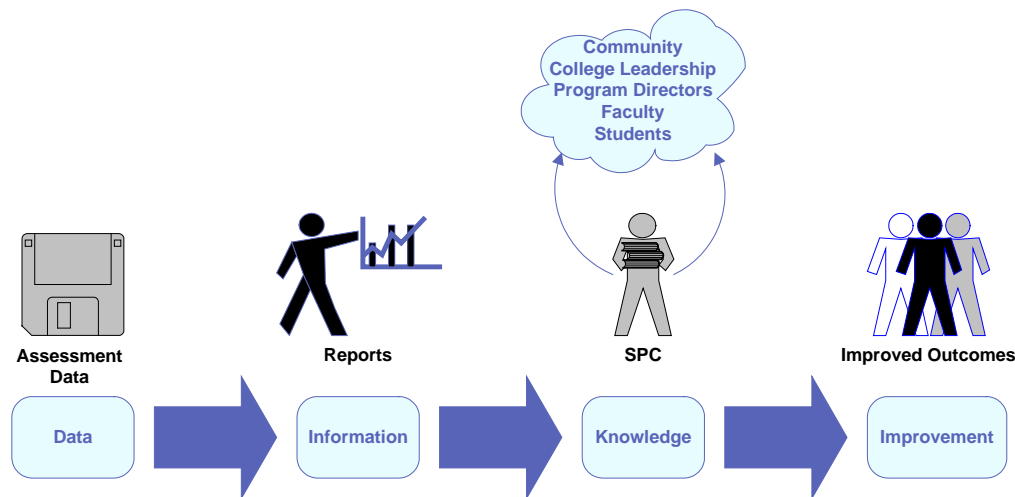 Community
College Leadership
Program Directors
Faculty
Students
Assessment
Data
Reports
SPC
Improved Outcomes
Data
Information
Knowledge
Improvement